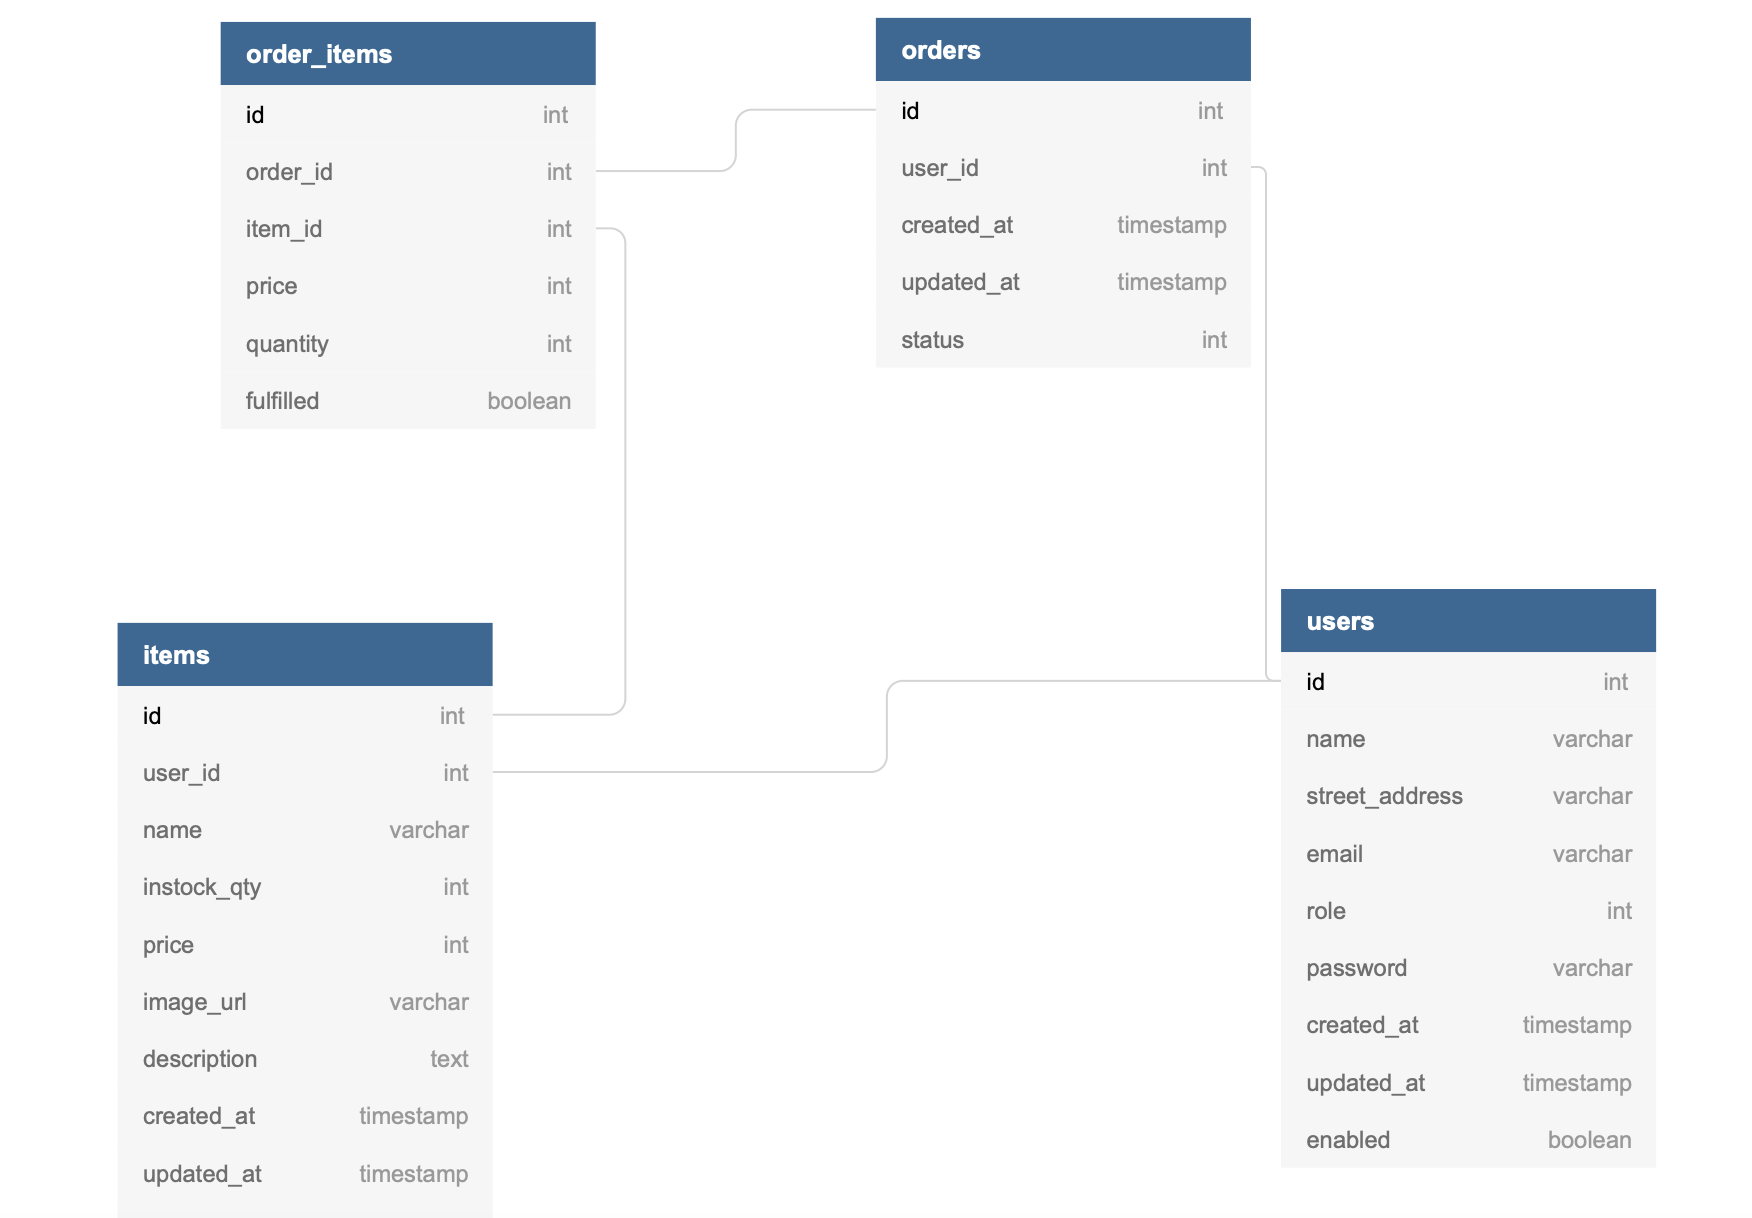 order_items
id int
order_id int
item_id int
price int
quantity int
fulfilled boolean
orders
id int
user_id int
created_at timestamp
updated_at timestamp
status int
items
id int
user_id int
name varchar
instock_qty int
price int
image_url varchar
description text
created_at timestamp
updated_at timestamp
users
id int
name varchar
street_address varchar
email varchar
role int
password varchar
created_at timestamp
updated_at timestamp
enabled boolean